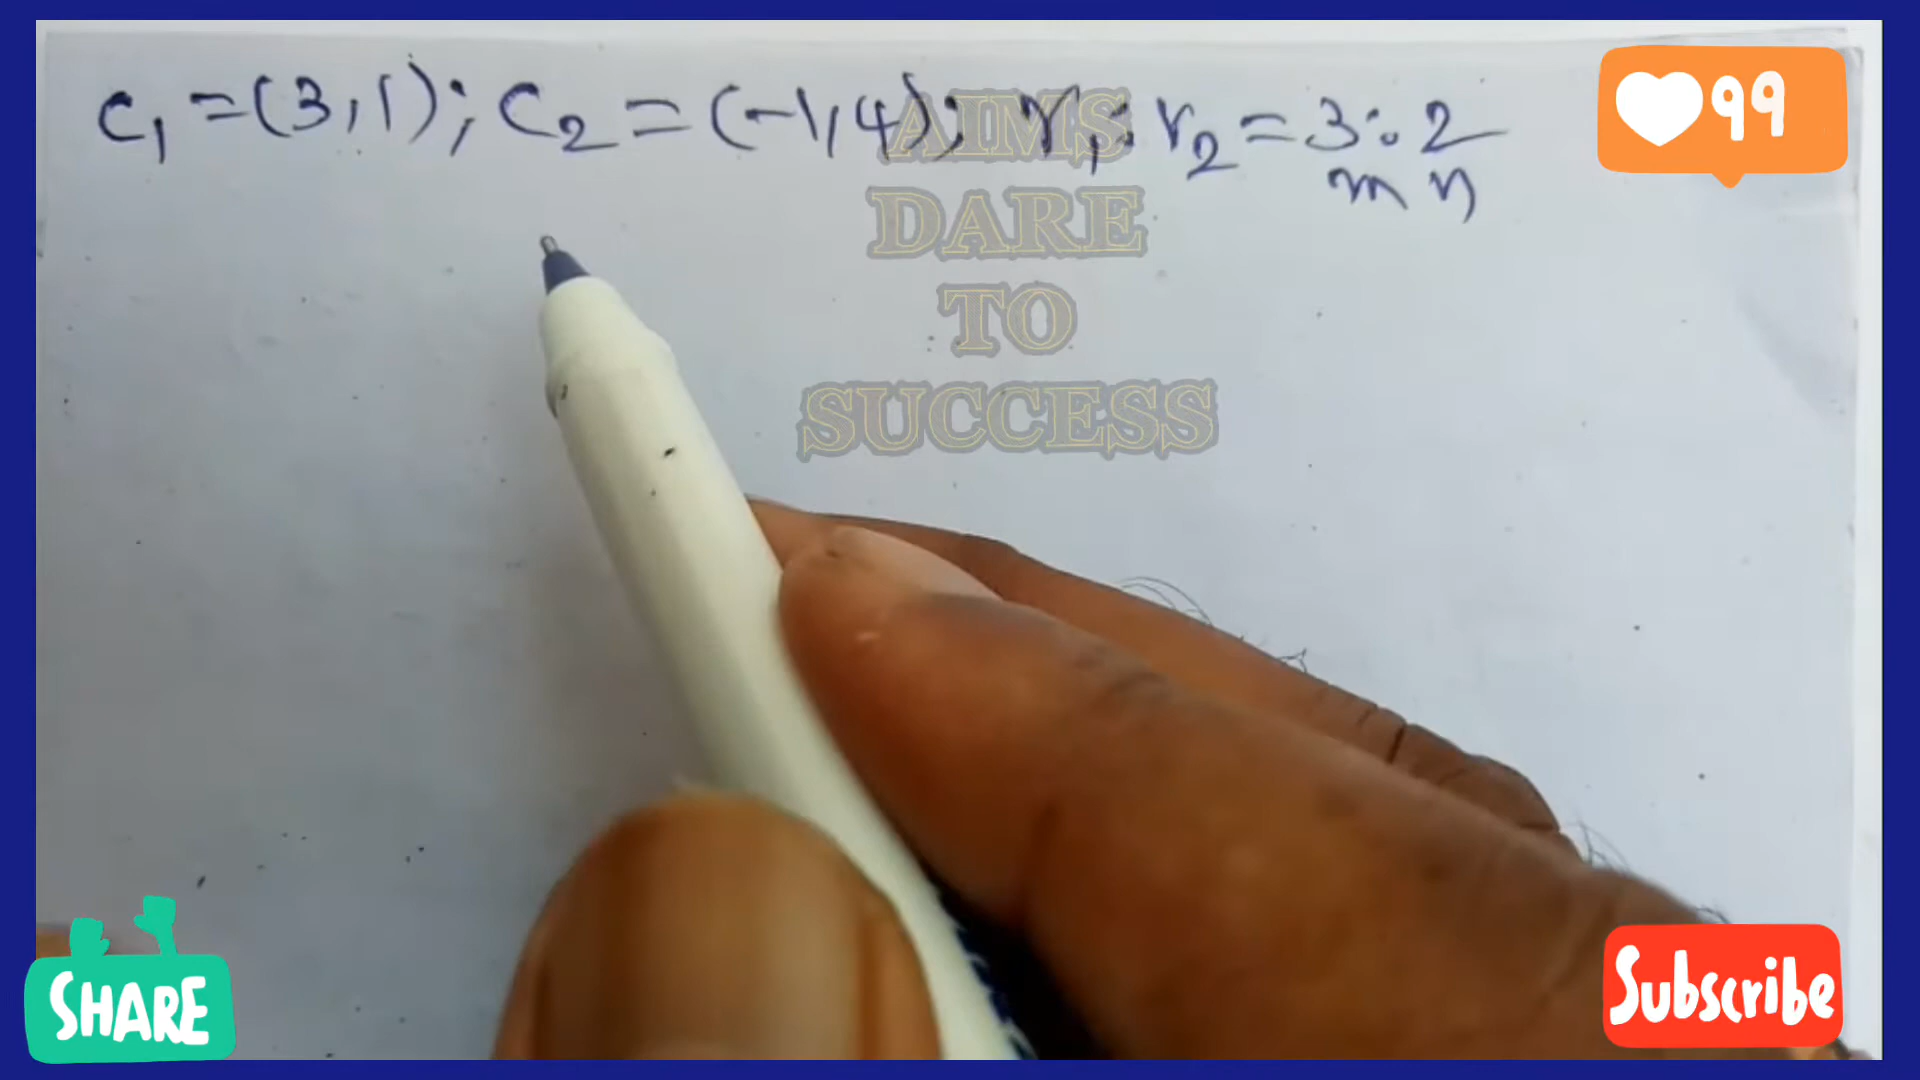 c₁ = (3, 1); c₂ = (-1, 4); r₁ : r₂ = 3 : 2
m n
AIMS
DARE
TO
SUCCESS
99
SHARE
Subscribe